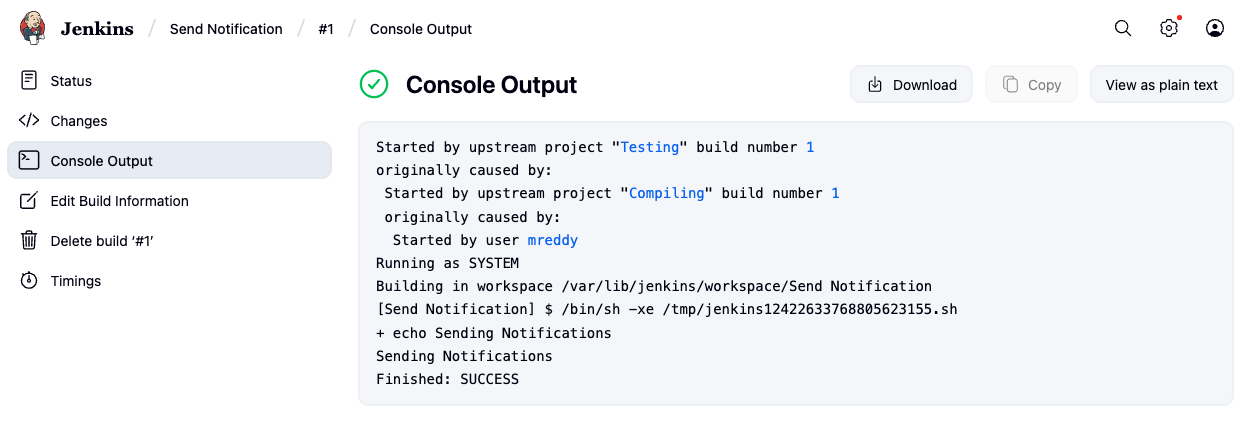 Jenkins / Send Notification / #1 / Console Output
Status
Changes
Console Output
Edit Build Information
Delete build ‘#1’
Timings
Console Output
Download
Copy
View as plain text
Started by upstream project "Testing" build number 1
originally caused by:
 Started by upstream project "Compiling" build number 1
 originally caused by:
  Started by user mreddy
Running as SYSTEM
Building in workspace /var/lib/jenkins/workspace/Send Notification
[Send Notification] $ /bin/sh -xe /tmp/jenkins12422633768805623155.sh
+ echo Sending Notifications
Sending Notifications
Finished: SUCCESS